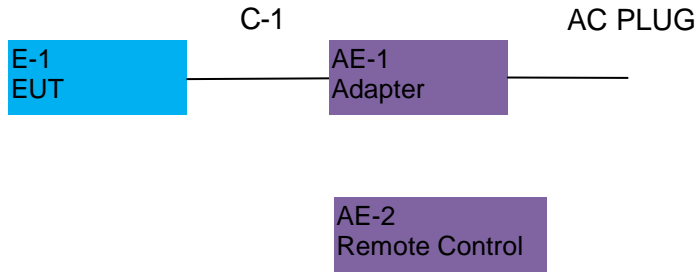 C-1
AC PLUG
E-1
EUT
AE-1
Adapter
AE-2
Remote Control